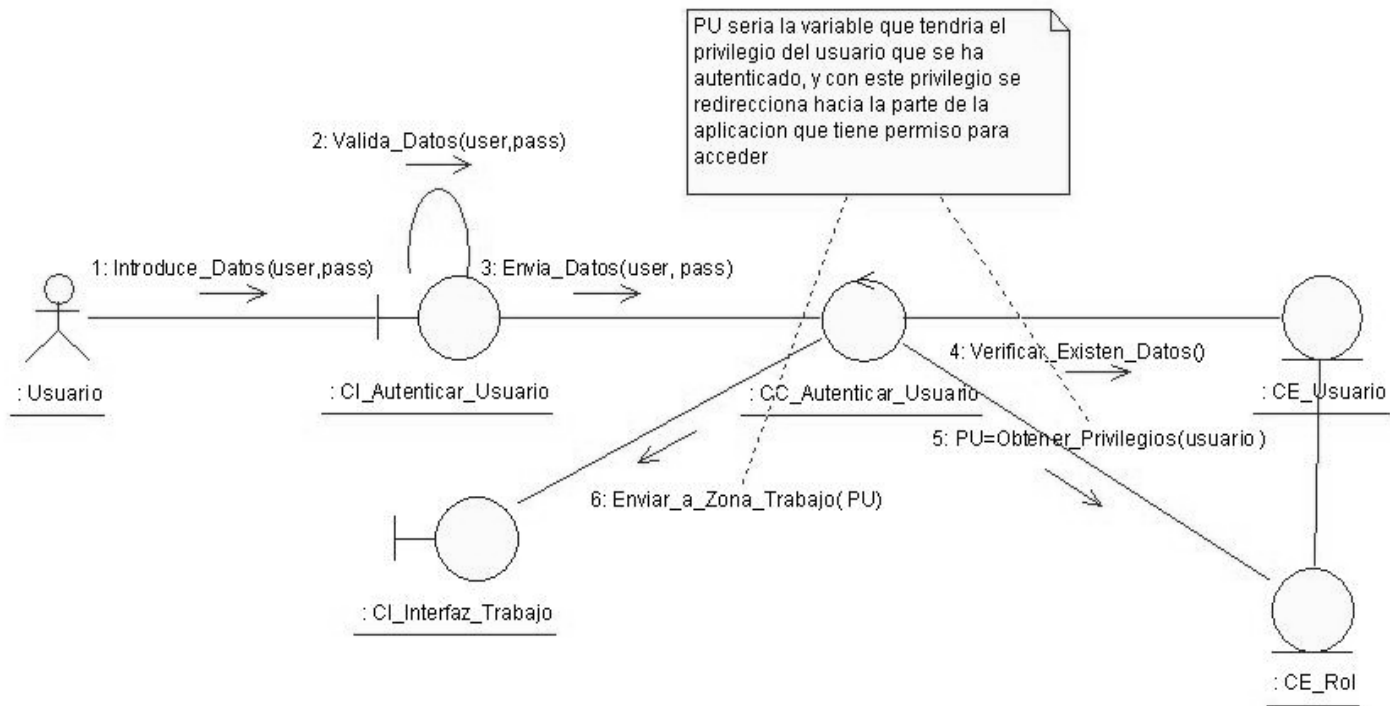 PU seria la variable que tendria el
privilegio del usuario que se ha
autenticado, y con este privilegio se
redirecciona hacia la parte de la
aplicacion que tiene permiso para
acceder
2: Valida_Datos(user,pass)
1: Introduce_Datos(user,pass)
3: Envia_Datos(user, pass)
4: Verificar_Existen_Datos()
: Usuario
: CI_Autenticar_Usuario
: CC_Autenticar_Usuario
: CE_Usuario
5: PU=Obtener_Privilegios(usuario )
6: Enviar_a_Zona_Trabajo( PU)
: CI_Interfaz_Trabajo
: CE_Rol